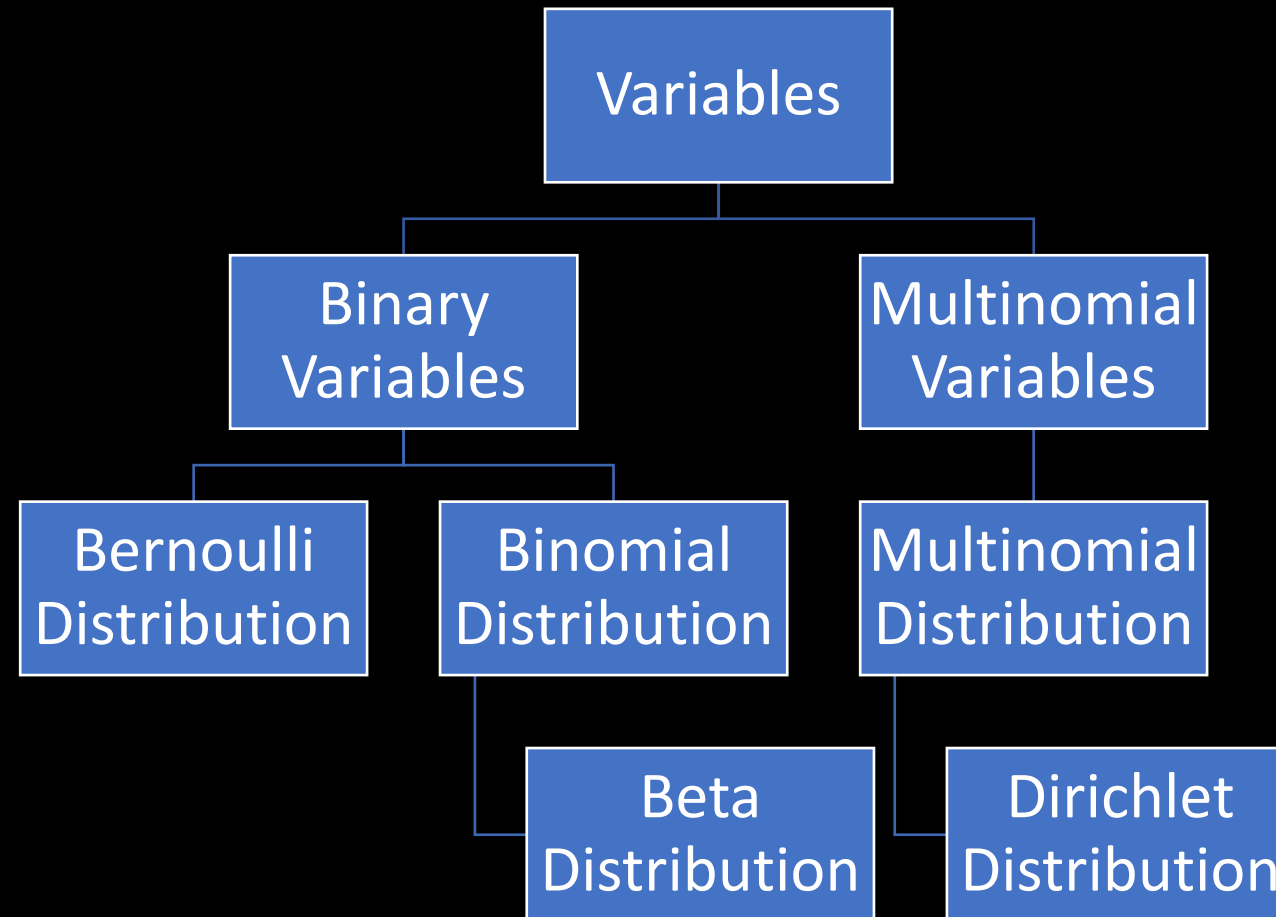 Variables
Binary
Variables
Multinomial
Variables
Bernoulli
Distribution
Binomial
Distribution
Multinomial
Distribution
Beta
Distribution
Dirichlet
Distribution